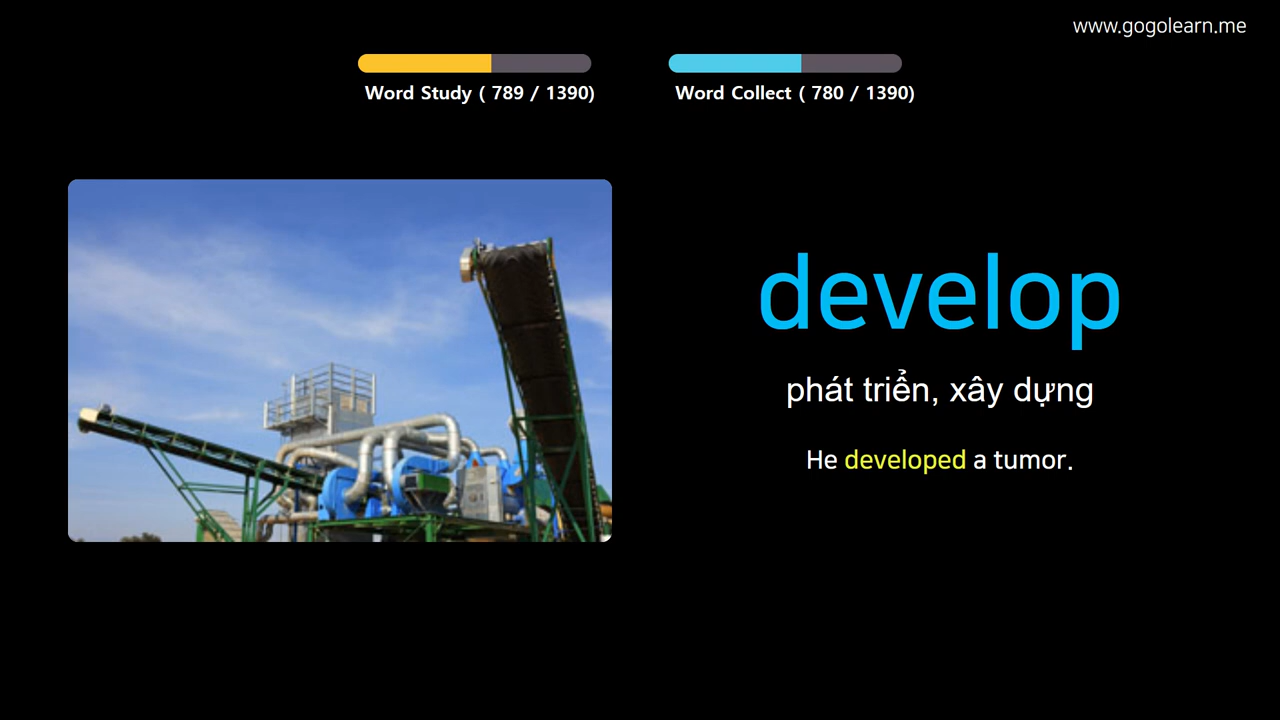 www.gogolearn.me
Word Study ( 789 / 1390)
Word Collect ( 780 / 1390)
develop
phát triển, xây dựng
He developed a tumor.